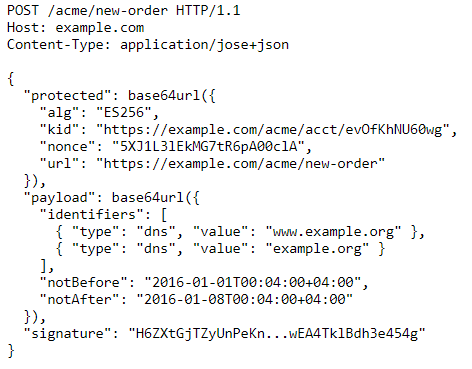 POST /acme/new-order HTTP/1.1
Host: example.com
Content-Type: application/jose+json

{
  "protected": base64url({
    "alg": "ES256",
    "kid": "https://example.com/acme/acct/evOfKhNU60wg",
    "nonce": "5XJ1L3lEkMG7tR6pA00clA",
    "url": "https://example.com/acme/new-order"
  }),
  "payload": base64url({
    "identifiers": [
      { "type": "dns", "value": "www.example.org" },
      { "type": "dns", "value": "example.org" }
    ],
    "notBefore": "2016-01-01T00:04:00+04:00",
    "notAfter": "2016-01-08T00:04:00+04:00"
  }),
  "signature": "H6ZXtGjTZyUnPeKn...wEA4TklBdh3e454g"
}